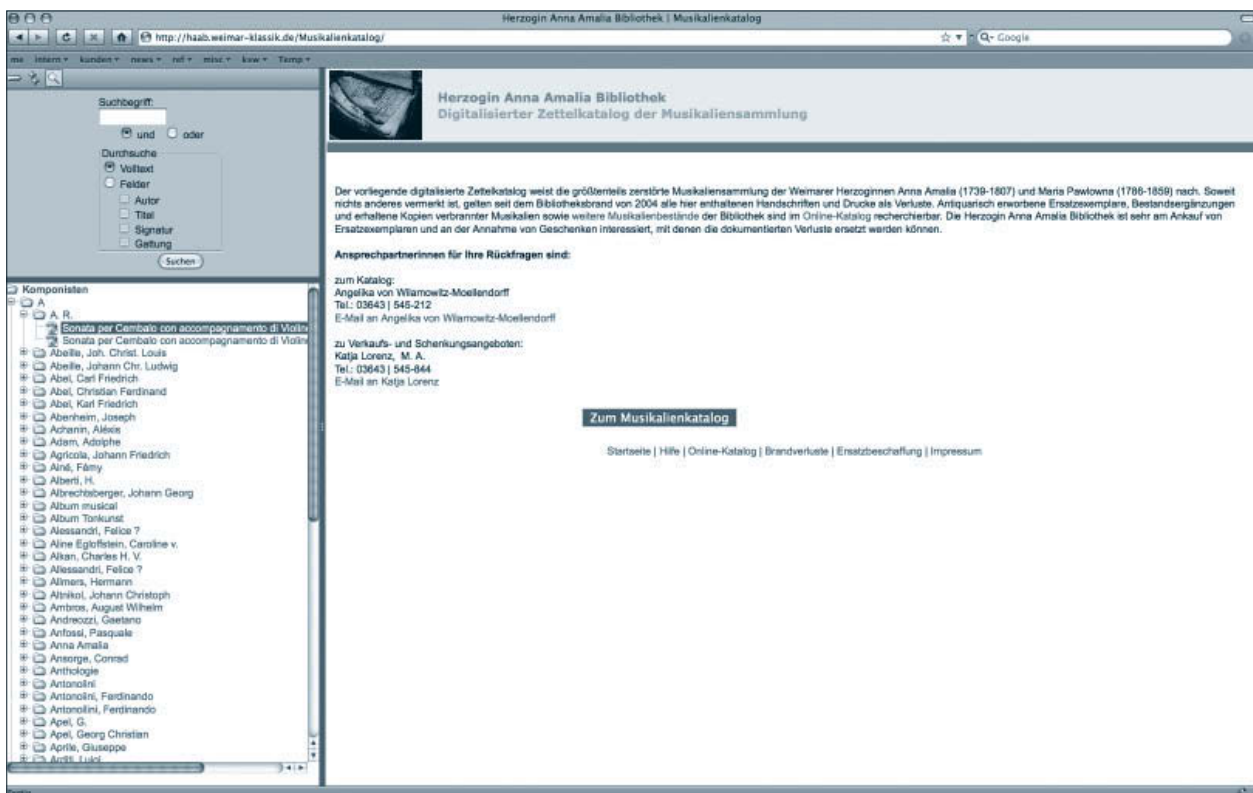 Herzogin Anna Amalia Bibliothek | Musikalienkatalog
http://haab.weimar-klassik.de/Musikalienkatalog/
Google
me intern kunden news ref misc ksw Temp
Suchbegriff:
und oder
Durchsuche
Volltext
Felder
Autor
Titel
Signatur
Gattung
Suchen
Komponisten
A
A. R.
Sonata per Cembalo con accompagnamento di Violin
Sonata per Cembalo con accompagnamento di Violin
Abeille, Joh. Christ. Louis
Abeille, Johann Chr. Ludwig
Abel, Carl Friedrich
Abel, Christian Ferdinand
Abel, Karl Friedrich
Abenheim, Joseph
Achanin, Aléxis
Adam, Adolphe
Agricola, Johann Friedrich
Ainé, Fámy
Alberti, H.
Albrechtsberger, Johann Georg
Album musical
Album Tonkunst
Alessandri, Felice ?
Aline Egloffstein, Caroline v.
Alkan, Charles H. V.
Allessandri, Felice ?
Allmers, Hermann
Altnikol, Johann Christoph
Ambros, August Wilhelm
Andreozzi, Gaetano
Anfossi, Pasquale
Anna Amalia
Ansorge, Conrad
Anthologie
Antonolini
Antonolini, Ferdinando
Antonollini, Ferdinando
Apel, G.
Apel, Georg Christian
Aprile, Giuseppe
Arditi, Luigi
Herzogin Anna Amalia Bibliothek
Digitalisierter Zettelkatalog der Musikaliensammlung
Der vorliegende digitalisierte Zettelkatalog weist die größtenteils zerstörte Musikaliensammlung der Weimarer Herzoginnen Anna Amalia (1739-1807) und Maria Pawlowna (1786-1859) nach. Soweit
nichts anderes vermerkt ist, gelten seit dem Bibliotheksbrand von 2004 alle hier enthaltenen Handschriften und Drucke als Verluste. Antiquarisch erworbene Ersatzexemplare, Bestandsergänzungen
und erhaltene Kopien verbrannter Musikalien sowie weitere Musikalienbestände der Bibliothek sind im Online-Katalog recherchierbar. Die Herzogin Anna Amalia Bibliothek ist sehr am Ankauf von
Ersatzexemplaren und an der Annahme von Geschenken interessiert, mit denen die dokumentierten Verluste ersetzt werden können.
Ansprechpartnerinnen für Ihre Rückfragen sind:
zum Katalog:
Angelika von Wilamowitz-Moellendorff
Tel.: 03643 | 545-212
E-Mail an Angelika von Wilamowitz-Moellendorff
zu Verkaufs- und Schenkungsangeboten:
Katja Lorenz, M. A.
Tel.: 03643 | 545-844
E-Mail an Katja Lorenz
Zum Musikalienkatalog
Startseite | Hilfe | Online-Katalog | Brandverluste | Ersatzbeschaffung | Impressum